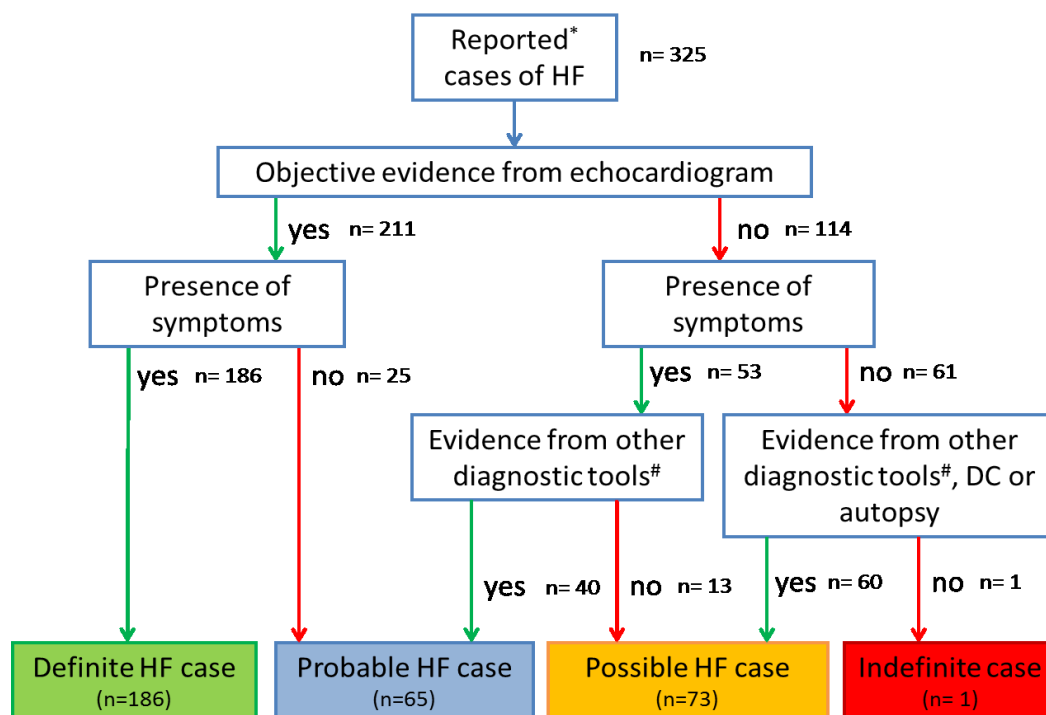 Reported*
cases of HF
n= 325
Objective evidence from echocardiogram
yes n= 211
no n= 114
Presence of
symptoms
Presence of
symptoms
yes n= 186
no n= 25
yes n= 53
no n= 61
Evidence from other
diagnostic tools#
Evidence from other
diagnostic tools#, DC or
autopsy
yes n= 40
no n= 13
yes n= 60
no n= 1
Definite HF case
(n=186)
Probable HF case
(n=65)
Possible HF case
(n=73)
Indefinite case
(n= 1)